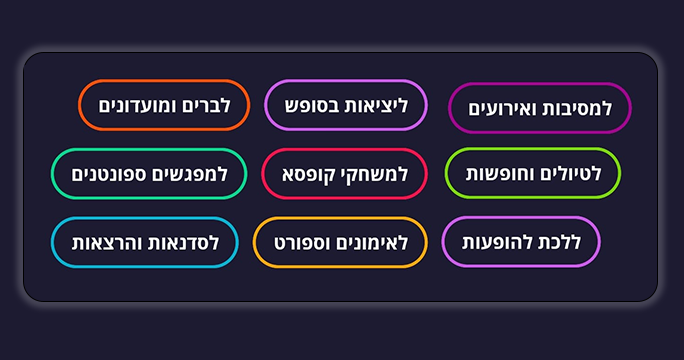 למסיבות ואירועים
ליציאות בסופש
לברים ומועדונים
לטיולים וחופשות
למשחקי קופסא
למפגשים ספונטנים
ללכת להופעות
לאימונים וספורט
לסדנאות והרצאות